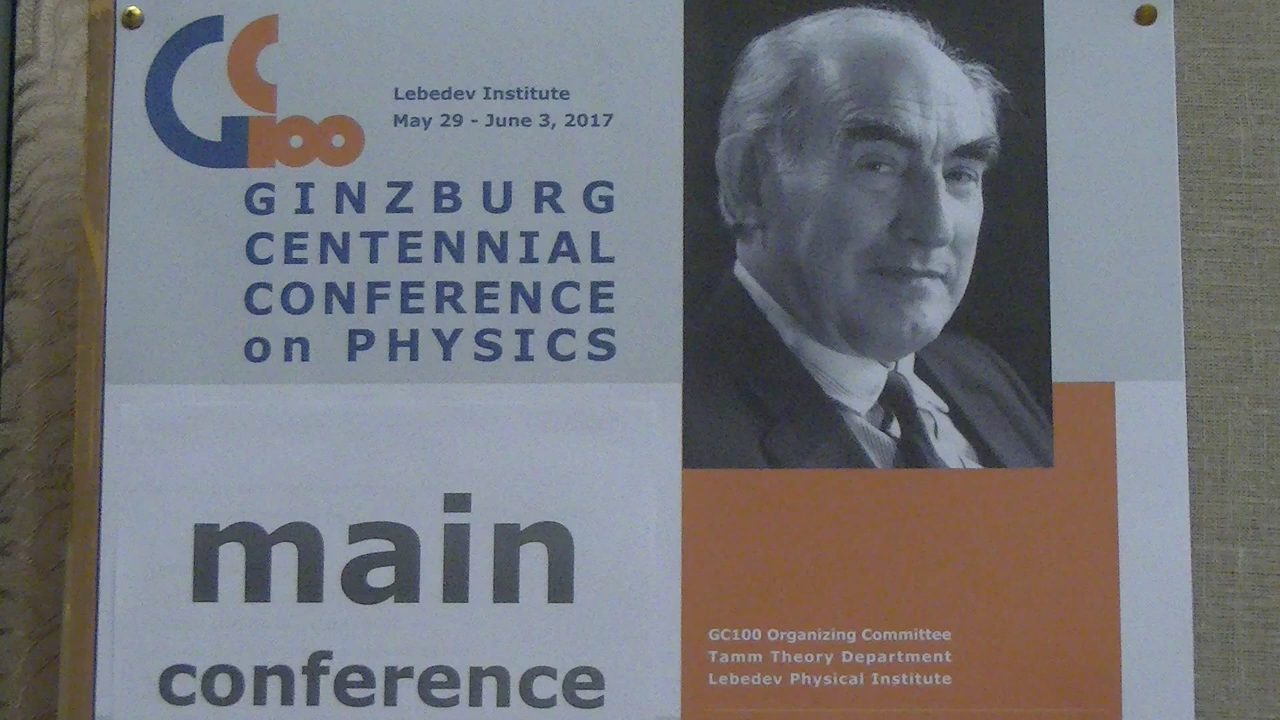 GC100
Lebedev Institute
May 29 - June 3, 2017
GINZBURG
CENTENNIAL
CONFERENCE
on PHYSICS
main
conference
GC100 Organizing Committee
Tamm Theory Department
Lebedev Physical Institute